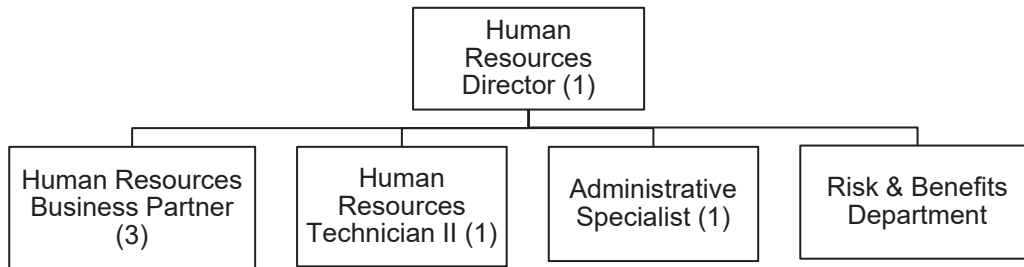 Human
Resources
Director (1)
Human Resources
Business Partner
(3)
Human
Resources
Technician II (1)
Administrative
Specialist (1)
Risk & Benefits
Department